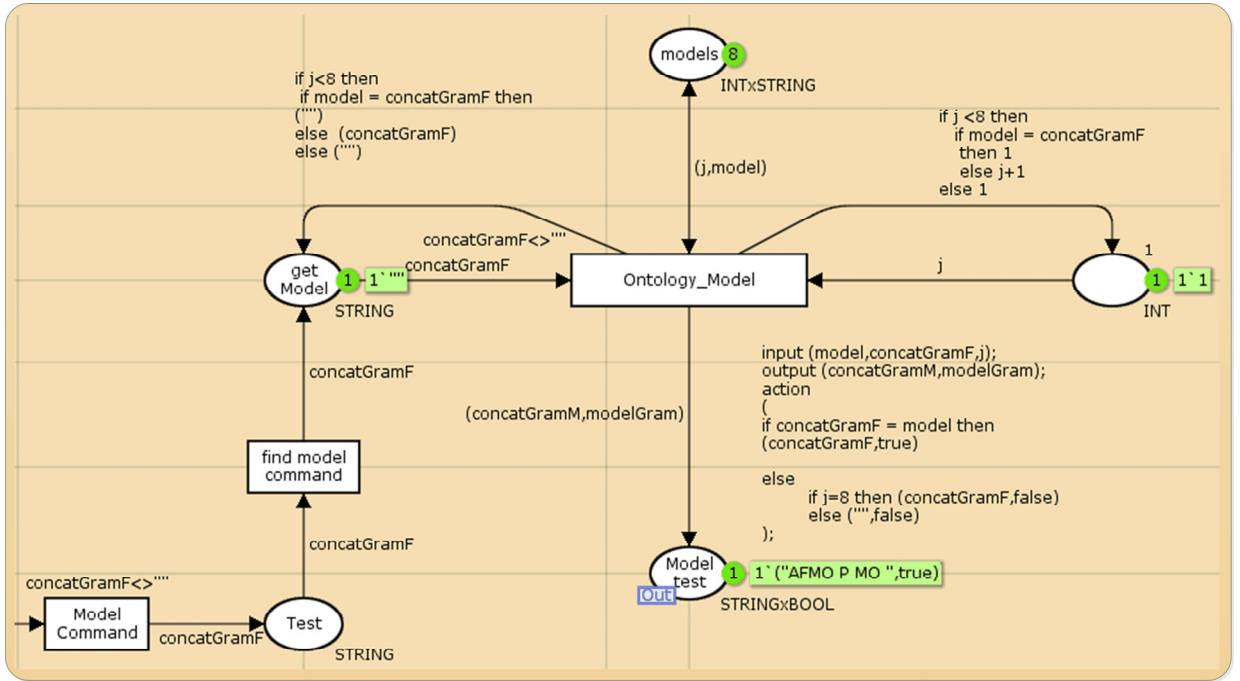 models
8
INTxSTRING
if j<8 then
if model = concatGramF then
("")
else (concatGramF)
else ("")
if j <8 then
if model = concatGramF
then 1
else j+1
else 1
(j,model)
concatGramF<>""
concatGramF
get
Model
1
1`""
STRING
Ontology_Model
j
1
1
1`1
INT
concatGramF
(concatGramM,modelGram)
input (model,concatGramF,j);
output (concatGramM,modelGram);
action
(
if concatGramF = model then
(concatGramF,true)
else
if j=8 then (concatGramF,false)
else ("",false)
);
find model
command
concatGramF
Model
test
1
1`("AFMO P MO ",true)
Out
STRINGxBOOL
concatGramF<>""
Model
Command
concatGramF
Test
STRING